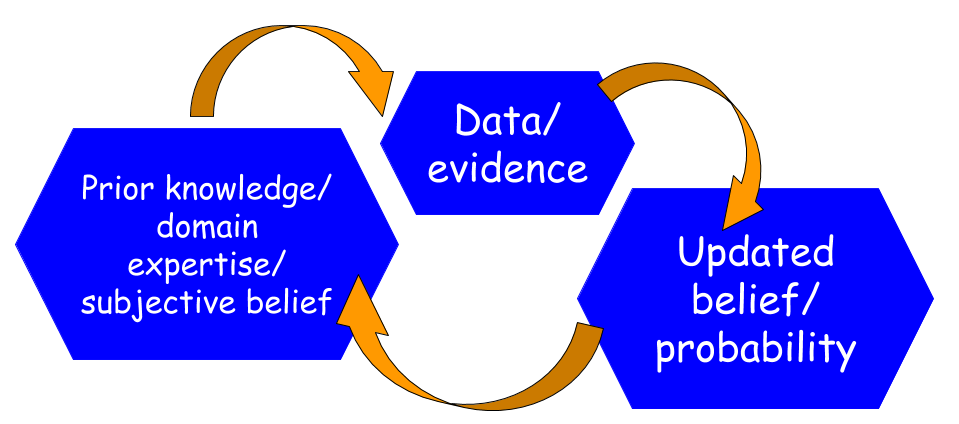 Prior knowledge/
domain
expertise/
subjective belief
Data/
evidence
Updated
belief/
probability